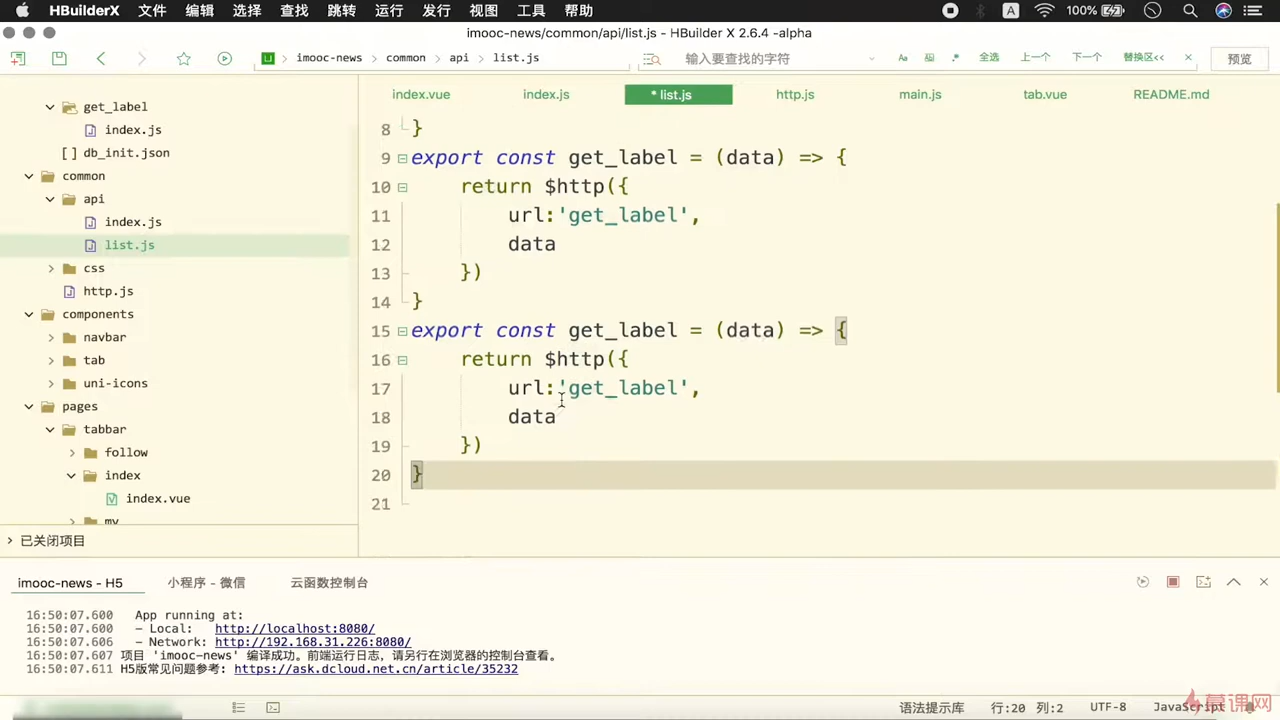 HBuilderX 文件 编辑 选择 查找 跳转 运行 发行 视图 工具 帮助 A 100%
imooc-news/common/api/list.js - HBuilder X 2.6.4 -alpha
imooc-news common api list.js 输入要查找的字符 Aa .* 全选 上一个 下一个 替换区<< 预览
index.vue index.js * list.js http.js main.js tab.vue README.md
get_label
index.js
[ ] db_init.json
common
api
index.js
list.js
css
http.js
components
navbar
tab
uni-icons
pages
tabbar
follow
index
index.vue
my
已关闭项目
8 }
9 export const get_label = (data) => {
10 return $http({
11 url:'get_label',
12 data
13 })
14 }
15 export const get_label = (data) => {
16 return $http({
17 url:'get_label',
18 data
19 })
20 }
21
imooc-news - H5 小程序 - 微信 云函数控制台
16:50:07.600 App running at:
16:50:07.600 - Local: http://localhost:8080/
16:50:07.606 - Network: http://192.168.31.226:8080/
16:50:07.607 项目 'imooc-news' 编译成功。前端运行日志，请另行在浏览器的控制台查看。
16:50:07.611 H5版常见问题参考: https://ask.dcloud.net.cn/article/35232
语法提示库 行:20 列:2 UTF-8 JavaScript
慕课网